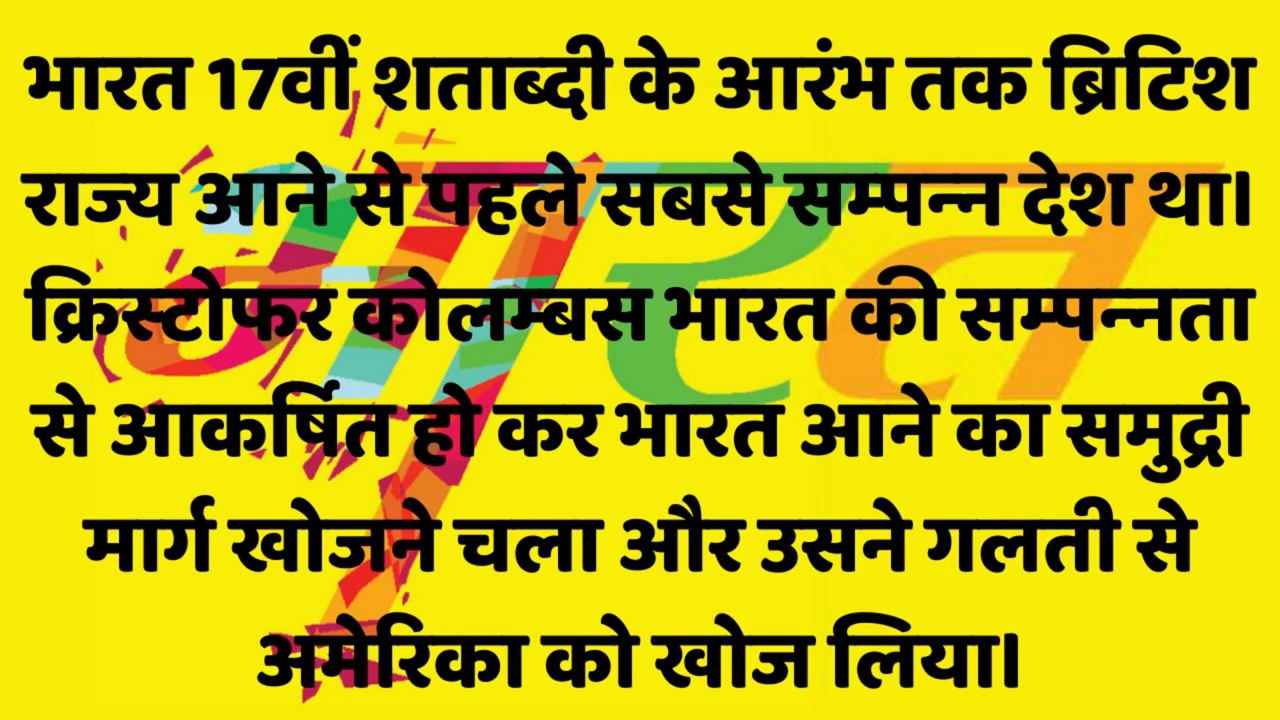 भारत 17वीं शताब्दी के आरंभ तक ब्रिटिश
राज्य आने से पहले सबसे सम्पन्न देश था।
क्रिस्टोफर कोलम्बस भारत की सम्पन्नता
से आकर्षित हो कर भारत आने का समुद्री
मार्ग खोजने चला और उसने गलती से
अमेरिका को खोज लिया।
भारत